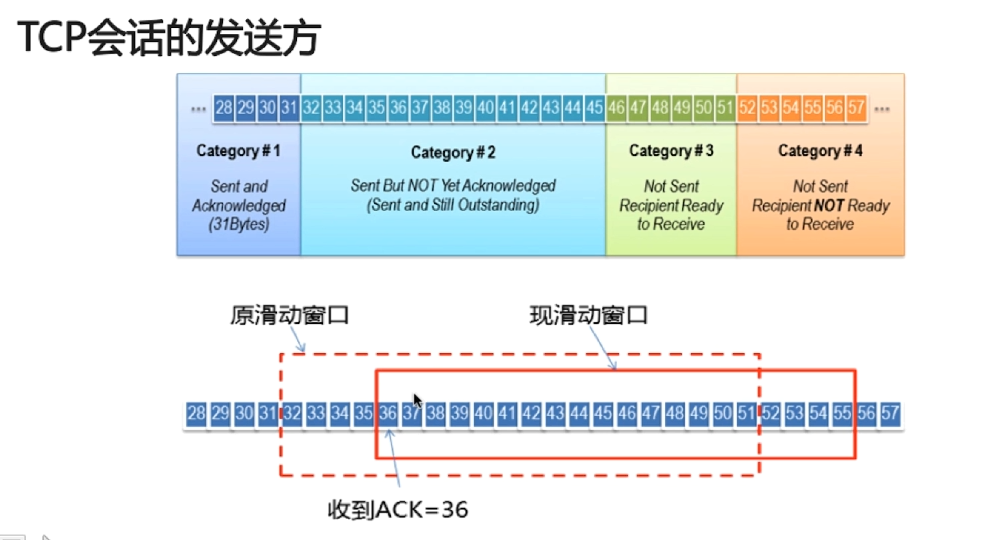 TCP会话的发送方
... 28 29 30 31 32 33 34 35 36 37 38 39 40 41 42 43 44 45 46 47 48 49 50 51 52 53 54 55 56 57 ...
Category # 1
Sent and
Acknowledged
(31Bytes)
Category # 2
Sent But NOT Yet Acknowledged
(Sent and Still Outstanding)
Category # 3
Not Sent
Recipient Ready
to Receive
Category # 4
Not Sent
Recipient NOT Ready
to Receive
原滑动窗口
现滑动窗口
28 29 30 31 32 33 34 35 36 37 38 39 40 41 42 43 44 45 46 47 48 49 50 51 52 53 54 55 56 57
收到ACK=36